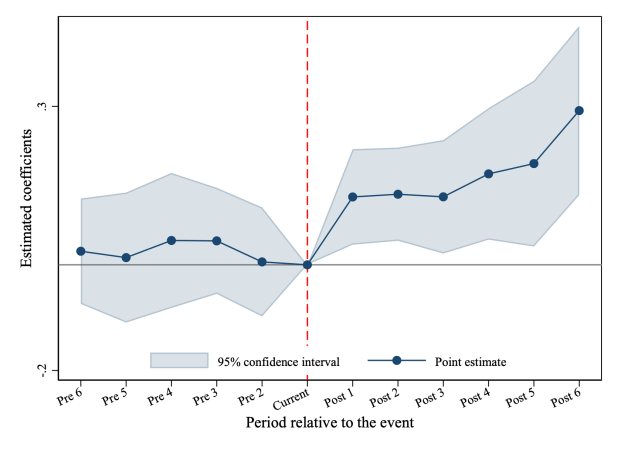 Estimated coefficients
.3
-.2
95% confidence interval
Point estimate
Pre 6
Pre 5
Pre 4
Pre 3
Pre 2
Current
Post 1
Post 2
Post 3
Post 4
Post 5
Post 6
Period relative to the event